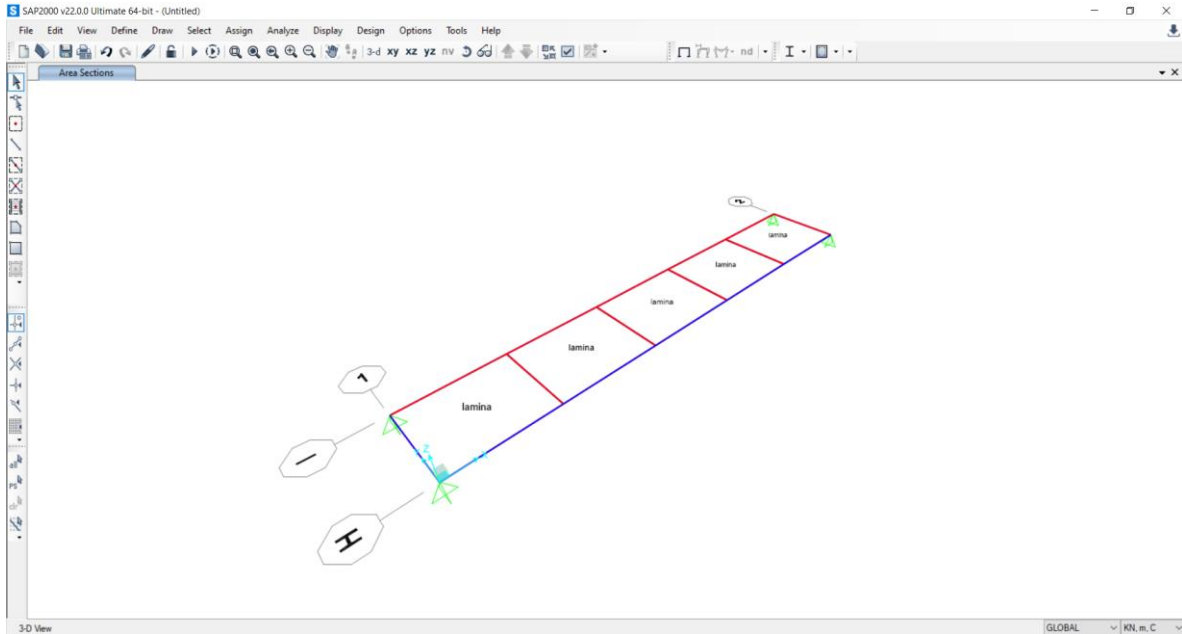 SAP2000 v22.0.0 Ultimate 64-bit - (Untitled)
File Edit View Define Draw Select Assign Analyze Display Design Options Tools Help
3-d xy xz yz nv nd
Area Sections
2
lamina
lamina
lamina
lamina
1
lamina
Z
I
H
3-D View GLOBAL KN, m, C